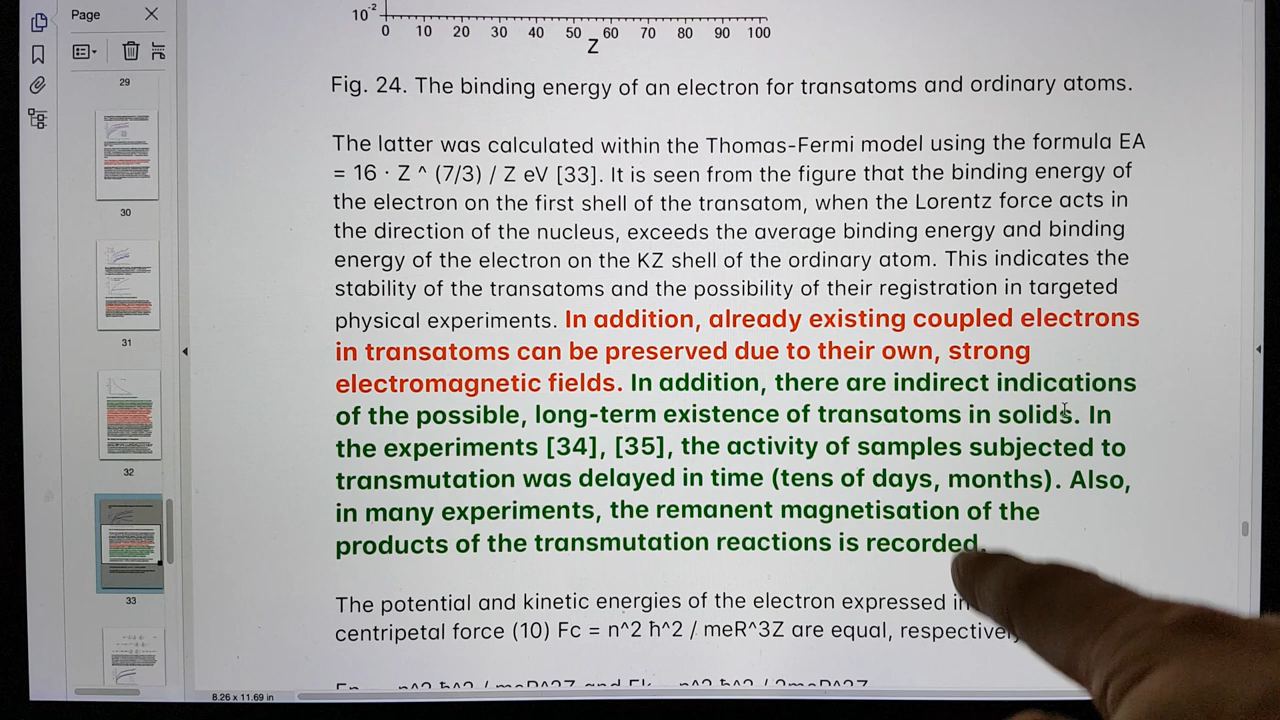 Page
29
30
31
32
33
8.26 x 11.69 in
10-2
0 10 20 30 40 50 60 70 80 90 100
Z
Fig. 24. The binding energy of an electron for transatoms and ordinary atoms.
The latter was calculated within the Thomas-Fermi model using the formula EA
= 16 · Z ^ (7/3) / Z eV [33]. It is seen from the figure that the binding energy of
the electron on the first shell of the transatom, when the Lorentz force acts in
the direction of the nucleus, exceeds the average binding energy and binding
energy of the electron on the KZ shell of the ordinary atom. This indicates the
stability of the transatoms and the possibility of their registration in targeted
physical experiments. In addition, already existing coupled electrons
in transatoms can be preserved due to their own, strong
electromagnetic fields. In addition, there are indirect indications
of the possible, long-term existence of transatoms in solids. In
the experiments [34], [35], the activity of samples subjected to
transmutation was delayed in time (tens of days, months). Also,
in many experiments, the remanent magnetisation of the
products of the transmutation reactions is recorded.
The potential and kinetic energies of the electron expressed in
centripetal force (10) Fc = n^2 ħ^2 / meR^3Z are equal, respectively